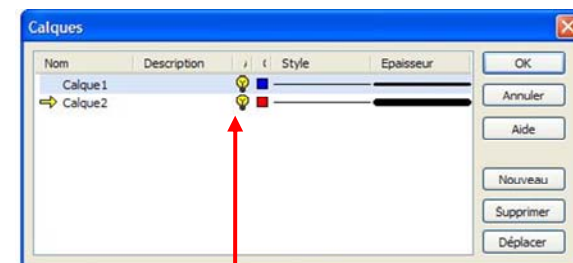 Calques
Nom Description Style Epaisseur
Calque1
Calque2
OK
Annuler
Aide
Nouveau
Supprimer
Déplacer